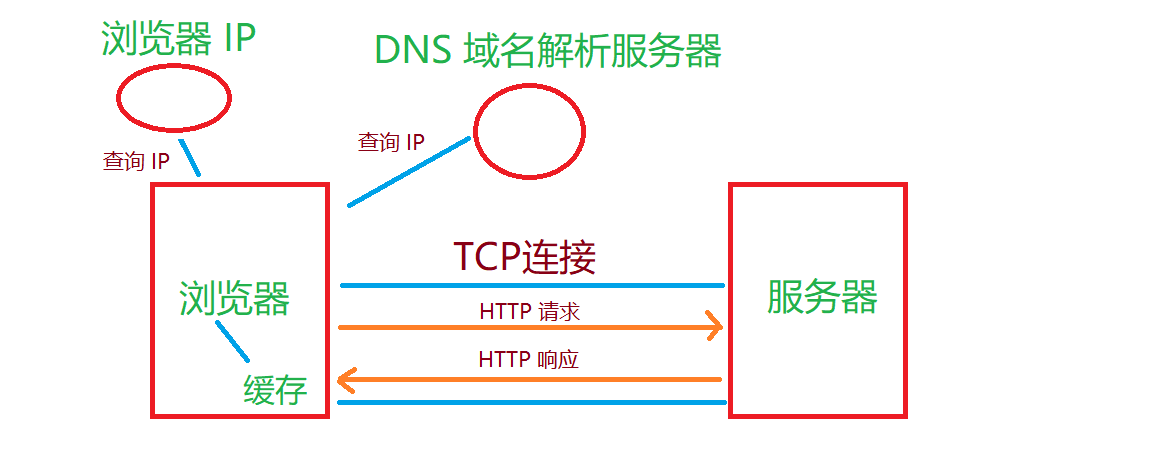 浏览器 IP
DNS 域名解析服务器
查询 IP
查询 IP
TCP连接
浏览器
服务器
HTTP 请求
HTTP 响应
缓存